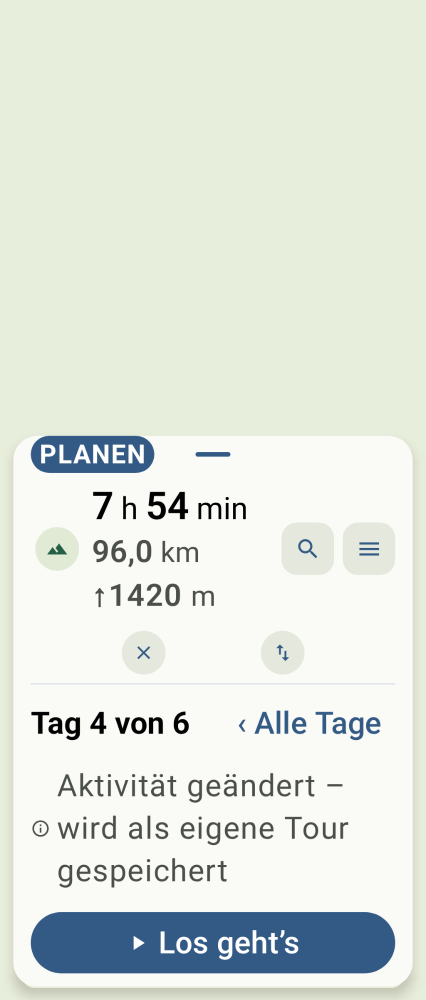 PLANEN
7 h 54 min
96,0 km
↑1420 m
Tag 4 von 6
‹ Alle Tage
Aktivität geändert –
wird als eigene Tour
gespeichert
Los geht’s